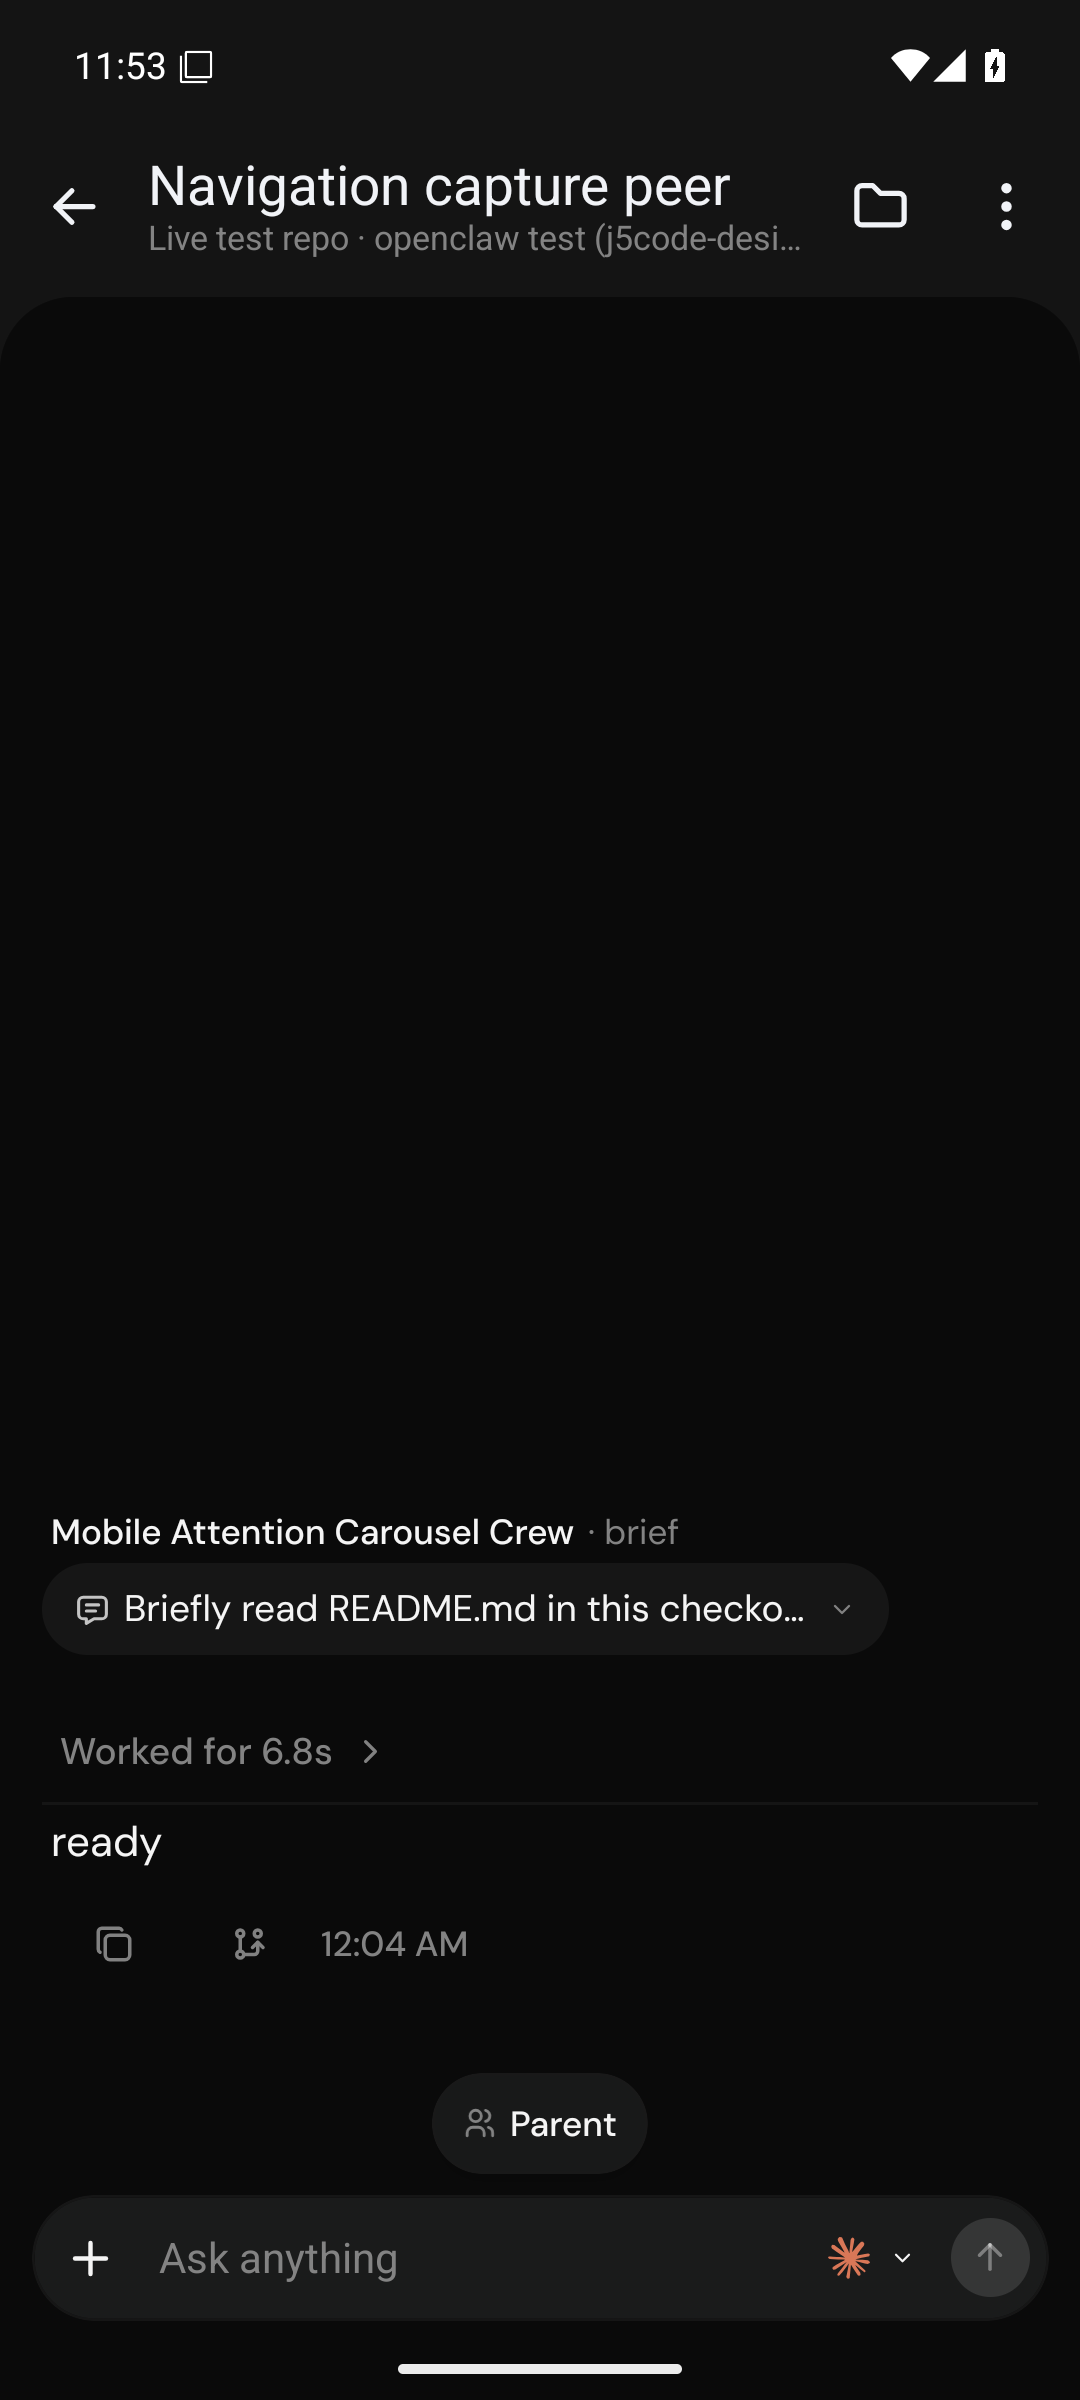 11:53
Navigation capture peer
Live test repo · openclaw test (j5code-desi...
Mobile Attention Carousel Crew · brief
Briefly read README.md in this checko...
Worked for 6.8s
ready
12:04 AM
Parent
Ask anything